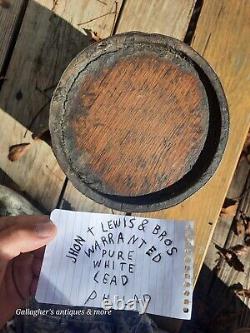 JHON + LEWIS & BROS
WARRANTED
PURE
WHITE
LEAD
Gallagher's antiques & more